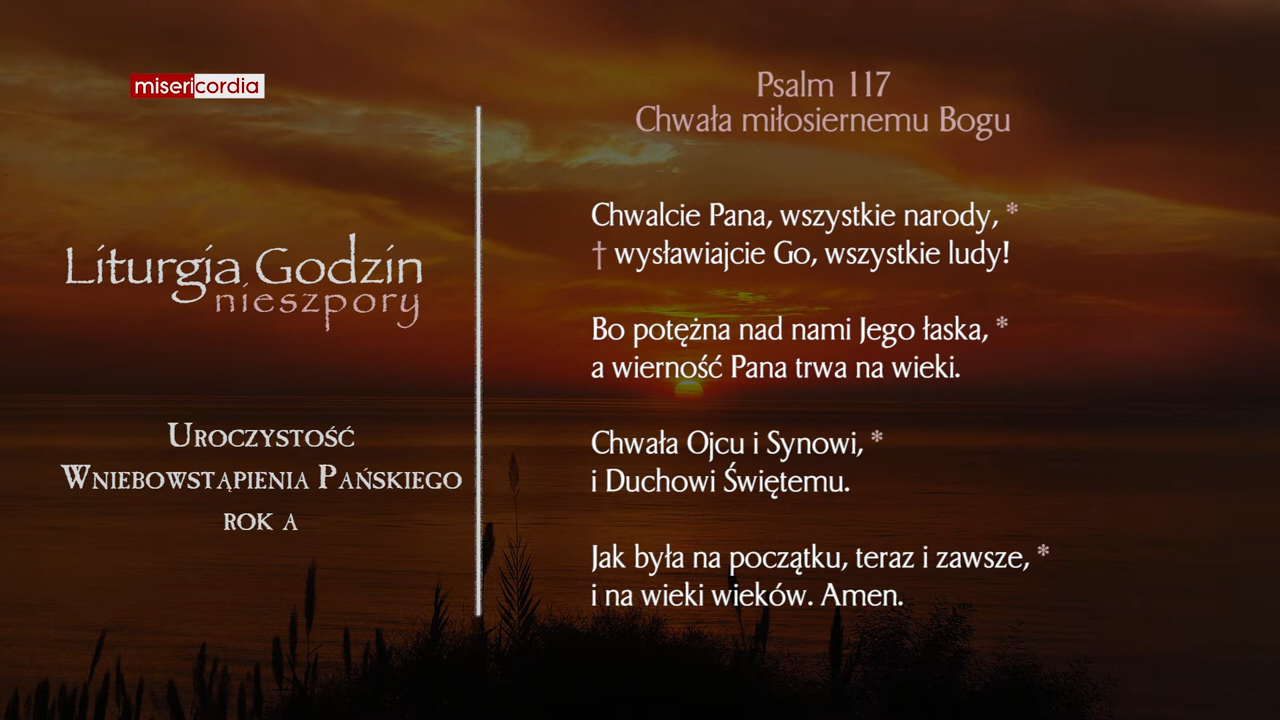 misericordia
Liturgia Godzin
nieszpory
Uroczystość
Wniebowstąpienia Pańskiego
rok A
Psalm 117
Chwała miłosiernemu Bogu
Chwalcie Pana, wszystkie narody, *
† wysławiajcie Go, wszystkie ludy!
Bo potężna nad nami Jego łaska, *
a wierność Pana trwa na wieki.
Chwała Ojcu i Synowi, *
i Duchowi Świętemu.
Jak była na początku, teraz i zawsze, *
i na wieki wieków. Amen.